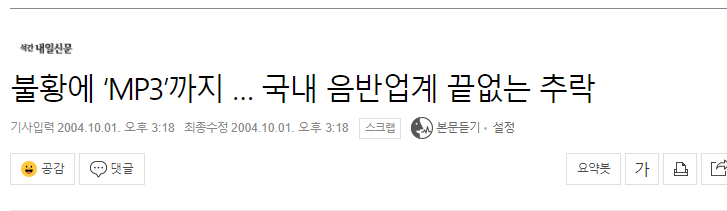 석간 내일신문
불황에 ‘MP3’까지 … 국내 음반업계 끝없는 추락
기사입력 2004.10.01. 오후 3:18 최종수정 2004.10.01. 오후 3:18 스크랩 본문듣기 · 설정
공감 댓글 요약봇 가